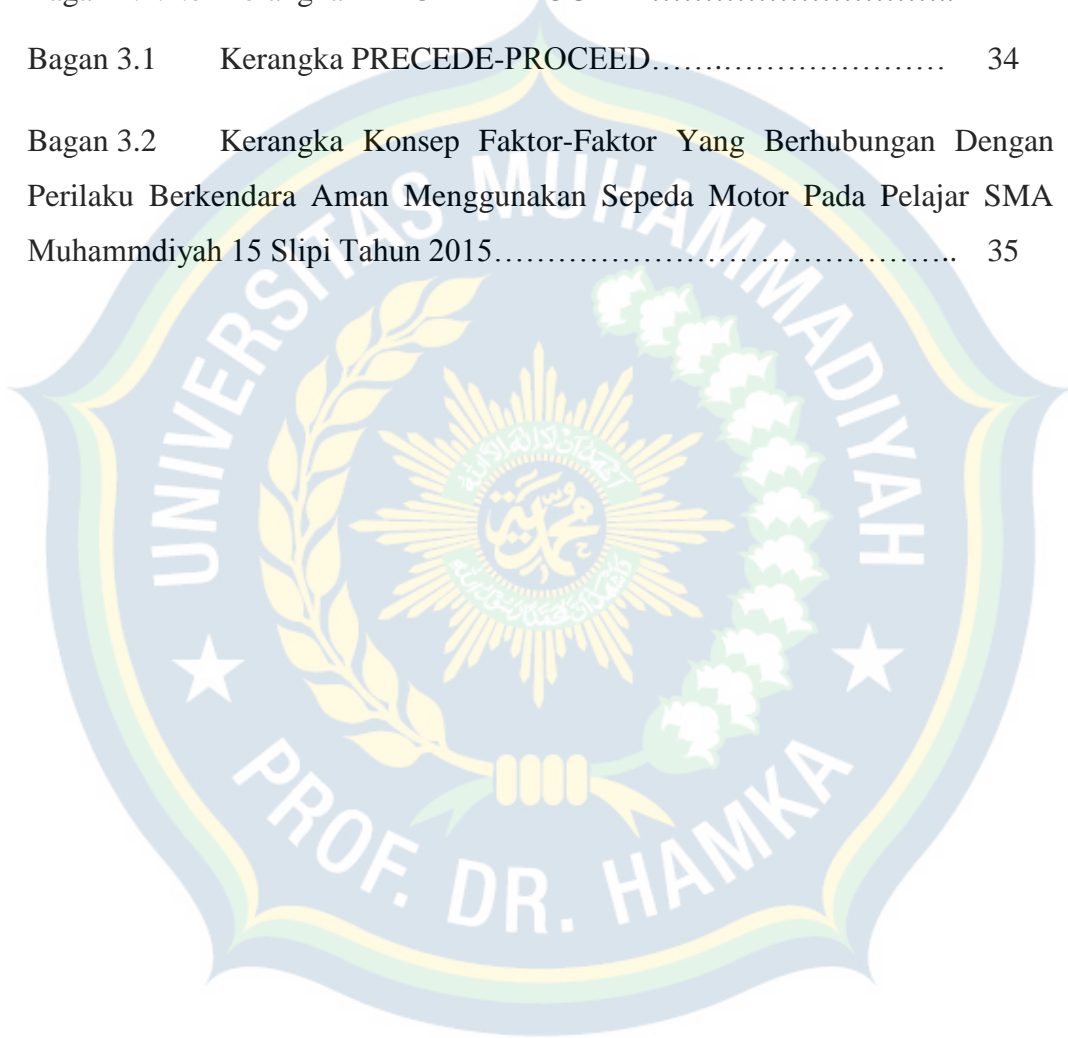 Bagan 3.1 Kerangka PRECEDE-PROCEED…….………………… 34
Bagan 3.2 Kerangka Konsep Faktor-Faktor Yang Berhubungan Dengan
Perilaku Berkendara Aman Menggunakan Sepeda Motor Pada Pelajar SMA
Muhammdiyah 15 Slipi Tahun 2015…………………………………….. 35
UNIVERSITAS MUHAMMADIYAH
محمدية
PROF. DR. HAMKA